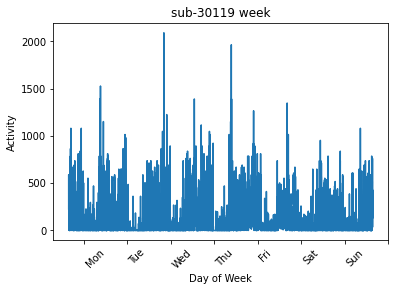 sub-30119 week
2000
1500
1000
500
0
Activity
Mon
Tue
Wed
Thu
Fri
Sat
Sun
Day of Week